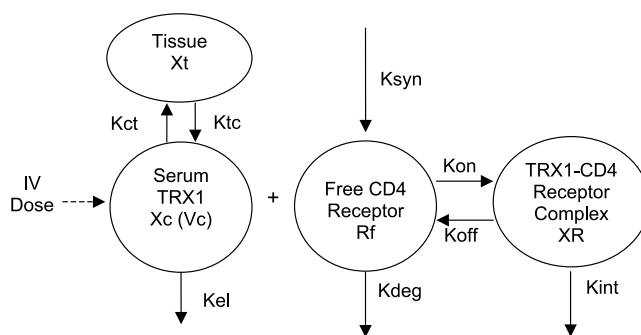 Tissue
Xt
Ksyn
Kct
Ktc
IV
Dose
Serum
TRX1
Xc (Vc)
+
Free CD4
Receptor
Rf
Kon
Koff
TRX1-CD4
Receptor
Complex
XR
Kel
Kdeg
Kint